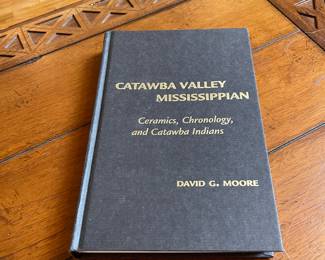 CATAWBA VALLEY
MISSISSIPPIAN
Ceramics, Chronology,
and Catawba Indians
DAVID G. MOORE